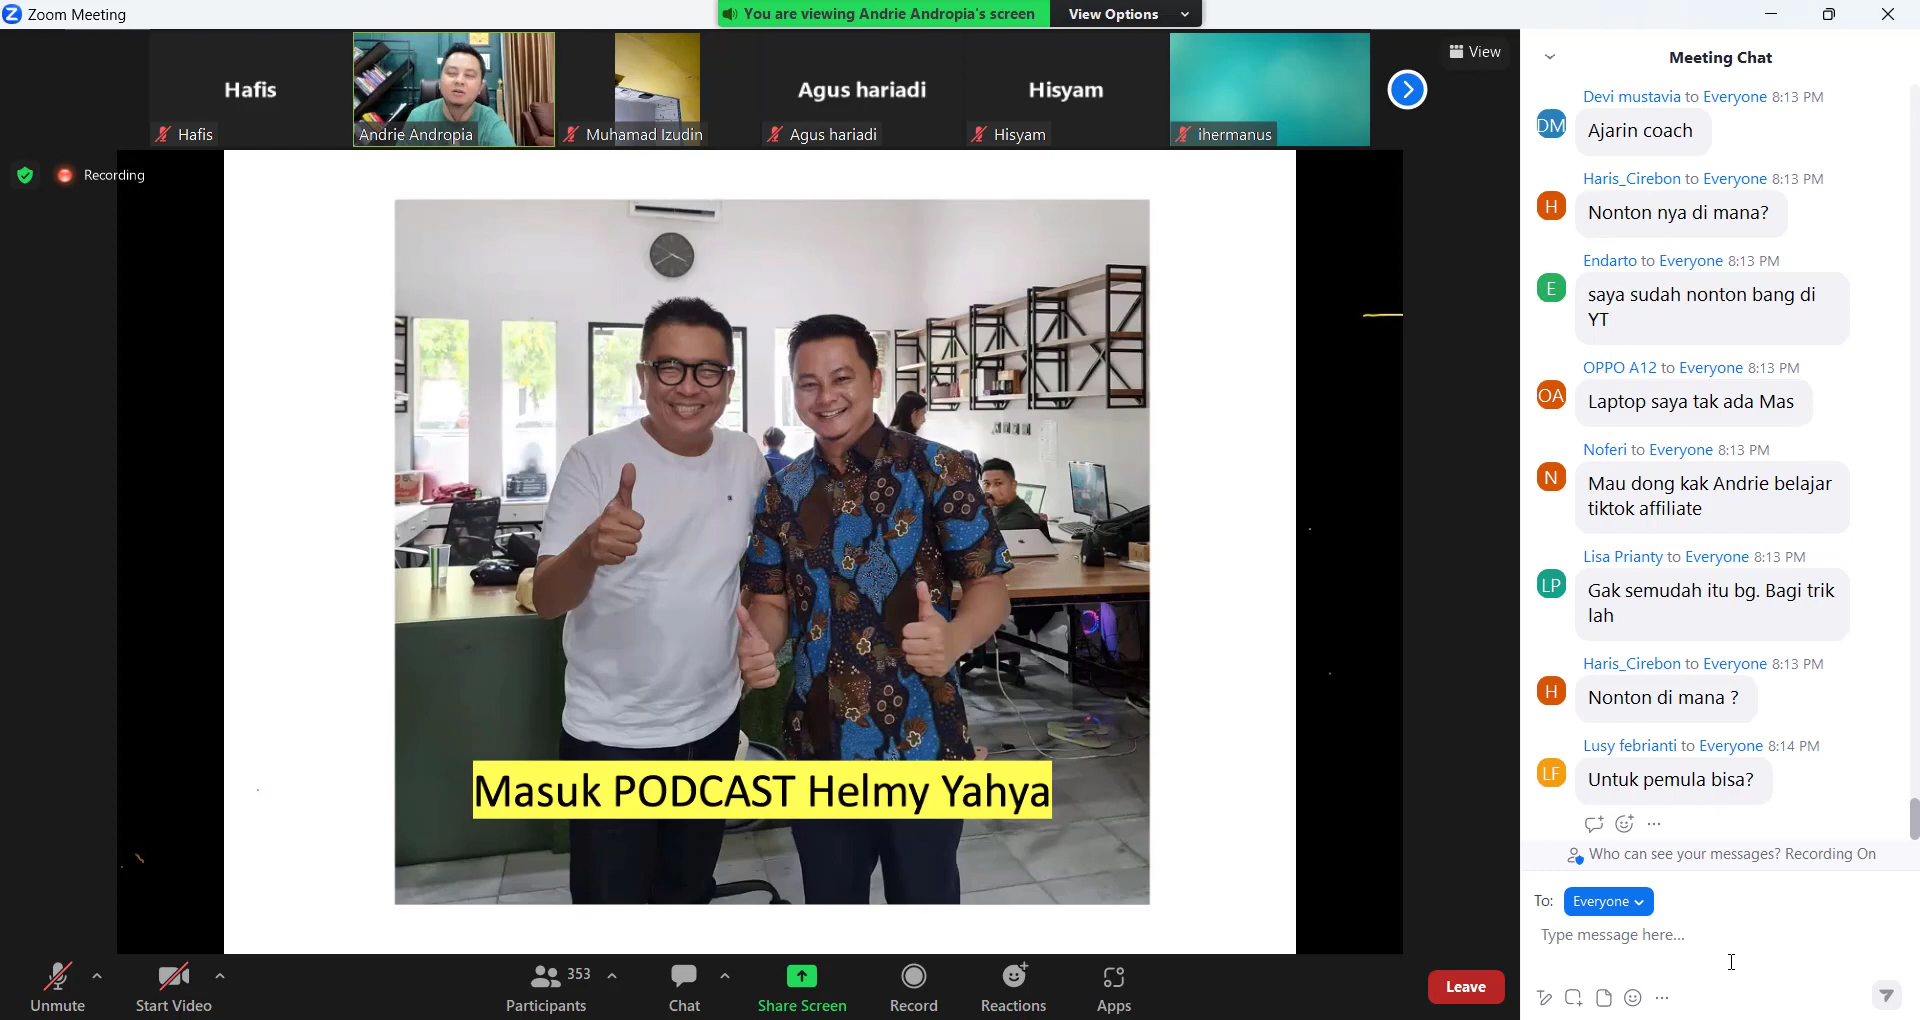 Zoom Meeting
You are viewing Andrie Andropia's screen
View Options
View
Hafis
Hafis
Andrie Andropia
Muhamad Izudin
Agus hariadi
Agus hariadi
Hisyam
Hisyam
ihermanus
Recording
Masuk PODCAST Helmy Yahya
Meeting Chat
Devi mustavia to Everyone 8:13 PM
DM
Ajarin coach
Haris_Cirebon to Everyone 8:13 PM
H
Nonton nya di mana?
Endarto to Everyone 8:13 PM
E
saya sudah nonton bang di
YT
OPPO A12 to Everyone 8:13 PM
OA
Laptop saya tak ada Mas
Noferi to Everyone 8:13 PM
N
Mau dong kak Andrie belajar
tiktok affiliate
Lisa Prianty to Everyone 8:13 PM
LP
Gak semudah itu bg. Bagi trik
lah
Haris_Cirebon to Everyone 8:13 PM
H
Nonton di mana ?
Lusy febrianti to Everyone 8:14 PM
LF
Untuk pemula bisa?
Who can see your messages? Recording On
To: Everyone
Type message here...
Unmute
Start Video
353
Participants
Chat
Share Screen
Record
Reactions
Apps
Leave